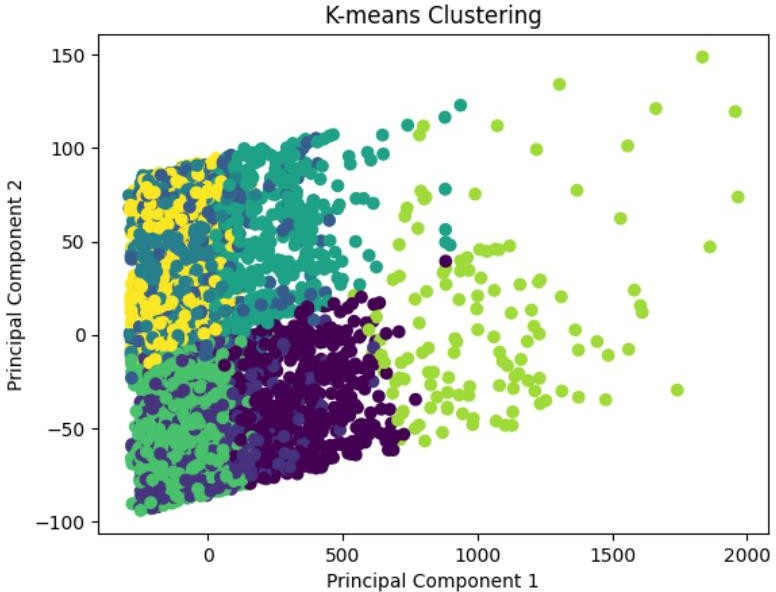 K-means Clustering
150
100
50
0
−50
−100
Principal Component 2
0 500 1000 1500 2000
Principal Component 1